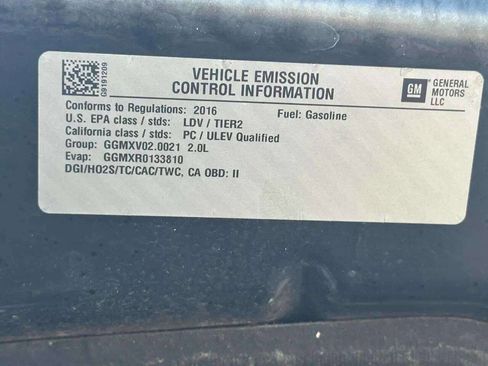 VEHICLE EMISSION
CONTROL INFORMATION
GM GENERAL MOTORS LLC
Conforms to Regulations: 2016 Fuel: Gasoline
U.S. EPA class / stds: LDV / TIER2
California class / stds: PC / ULEV Qualified
Group: GGMXV02.0021 2.0L
Evap: GGMXR0133810
DGI/HO2S/TC/CAC/TWC, CA OBD: II